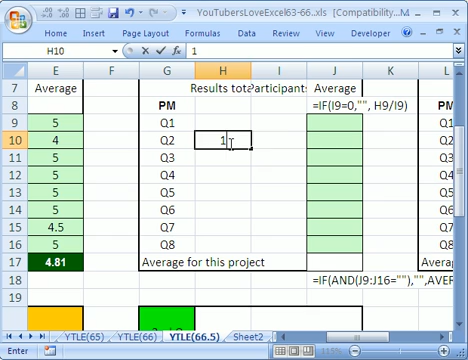 YouTubersLoveExcel63-66..xls [Compatibility
Home Insert Page Layout Formulas Data Review View Developer
H10 1
E F G H I J K L
7 Average Results tota Participants Average
8 PM =IF(I9=0,"", H9/I9) PM
9 5 Q1 Q1
10 4 Q2 1 Q2
11 5 Q3 Q3
12 5 Q4 Q4
13 5 Q5 Q5
14 5 Q6 Q6
15 4.5 Q7 Q7
16 5 Q8 Q8
17 4.81 Average for this project Average
18 =IF(AND(J9:J16=""),"",AVER
19
YTLE(65) YTLE(66) YTLE(66.5) Sheet2
Enter 115%